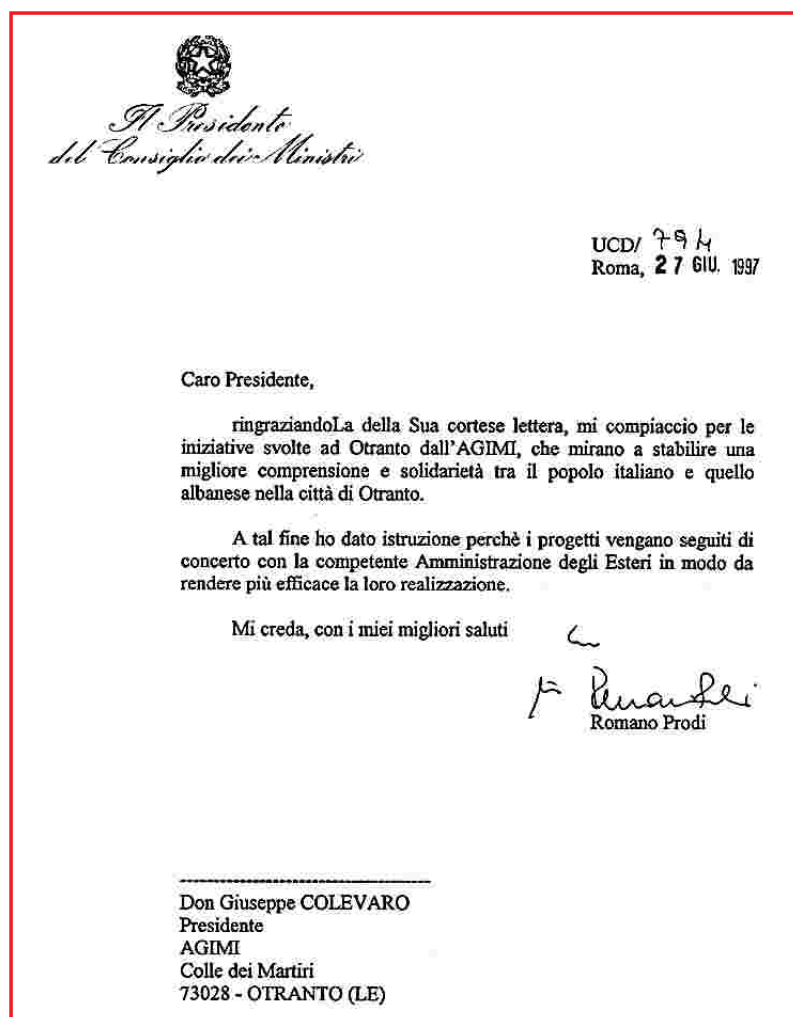 Il Presidente
del Consiglio dei Ministri
UCD/ 794
Roma, 27 GIU. 1997
Caro Presidente,
ringraziandoLa della Sua cortese lettera, mi compiaccio per le
iniziative svolte ad Otranto dall'AGIMI, che mirano a stabilire una
migliore comprensione e solidarietà tra il popolo italiano e quello
albanese nella città di Otranto.
A tal fine ho dato istruzione perchè i progetti vengano seguiti di
concerto con la competente Amministrazione degli Esteri in modo da
rendere più efficace la loro realizzazione.
Mi creda, con i miei migliori saluti
Romano Prodi
Don Giuseppe COLEVARO
Presidente
AGIMI
Colle dei Martiri
73028 - OTRANTO (LE)